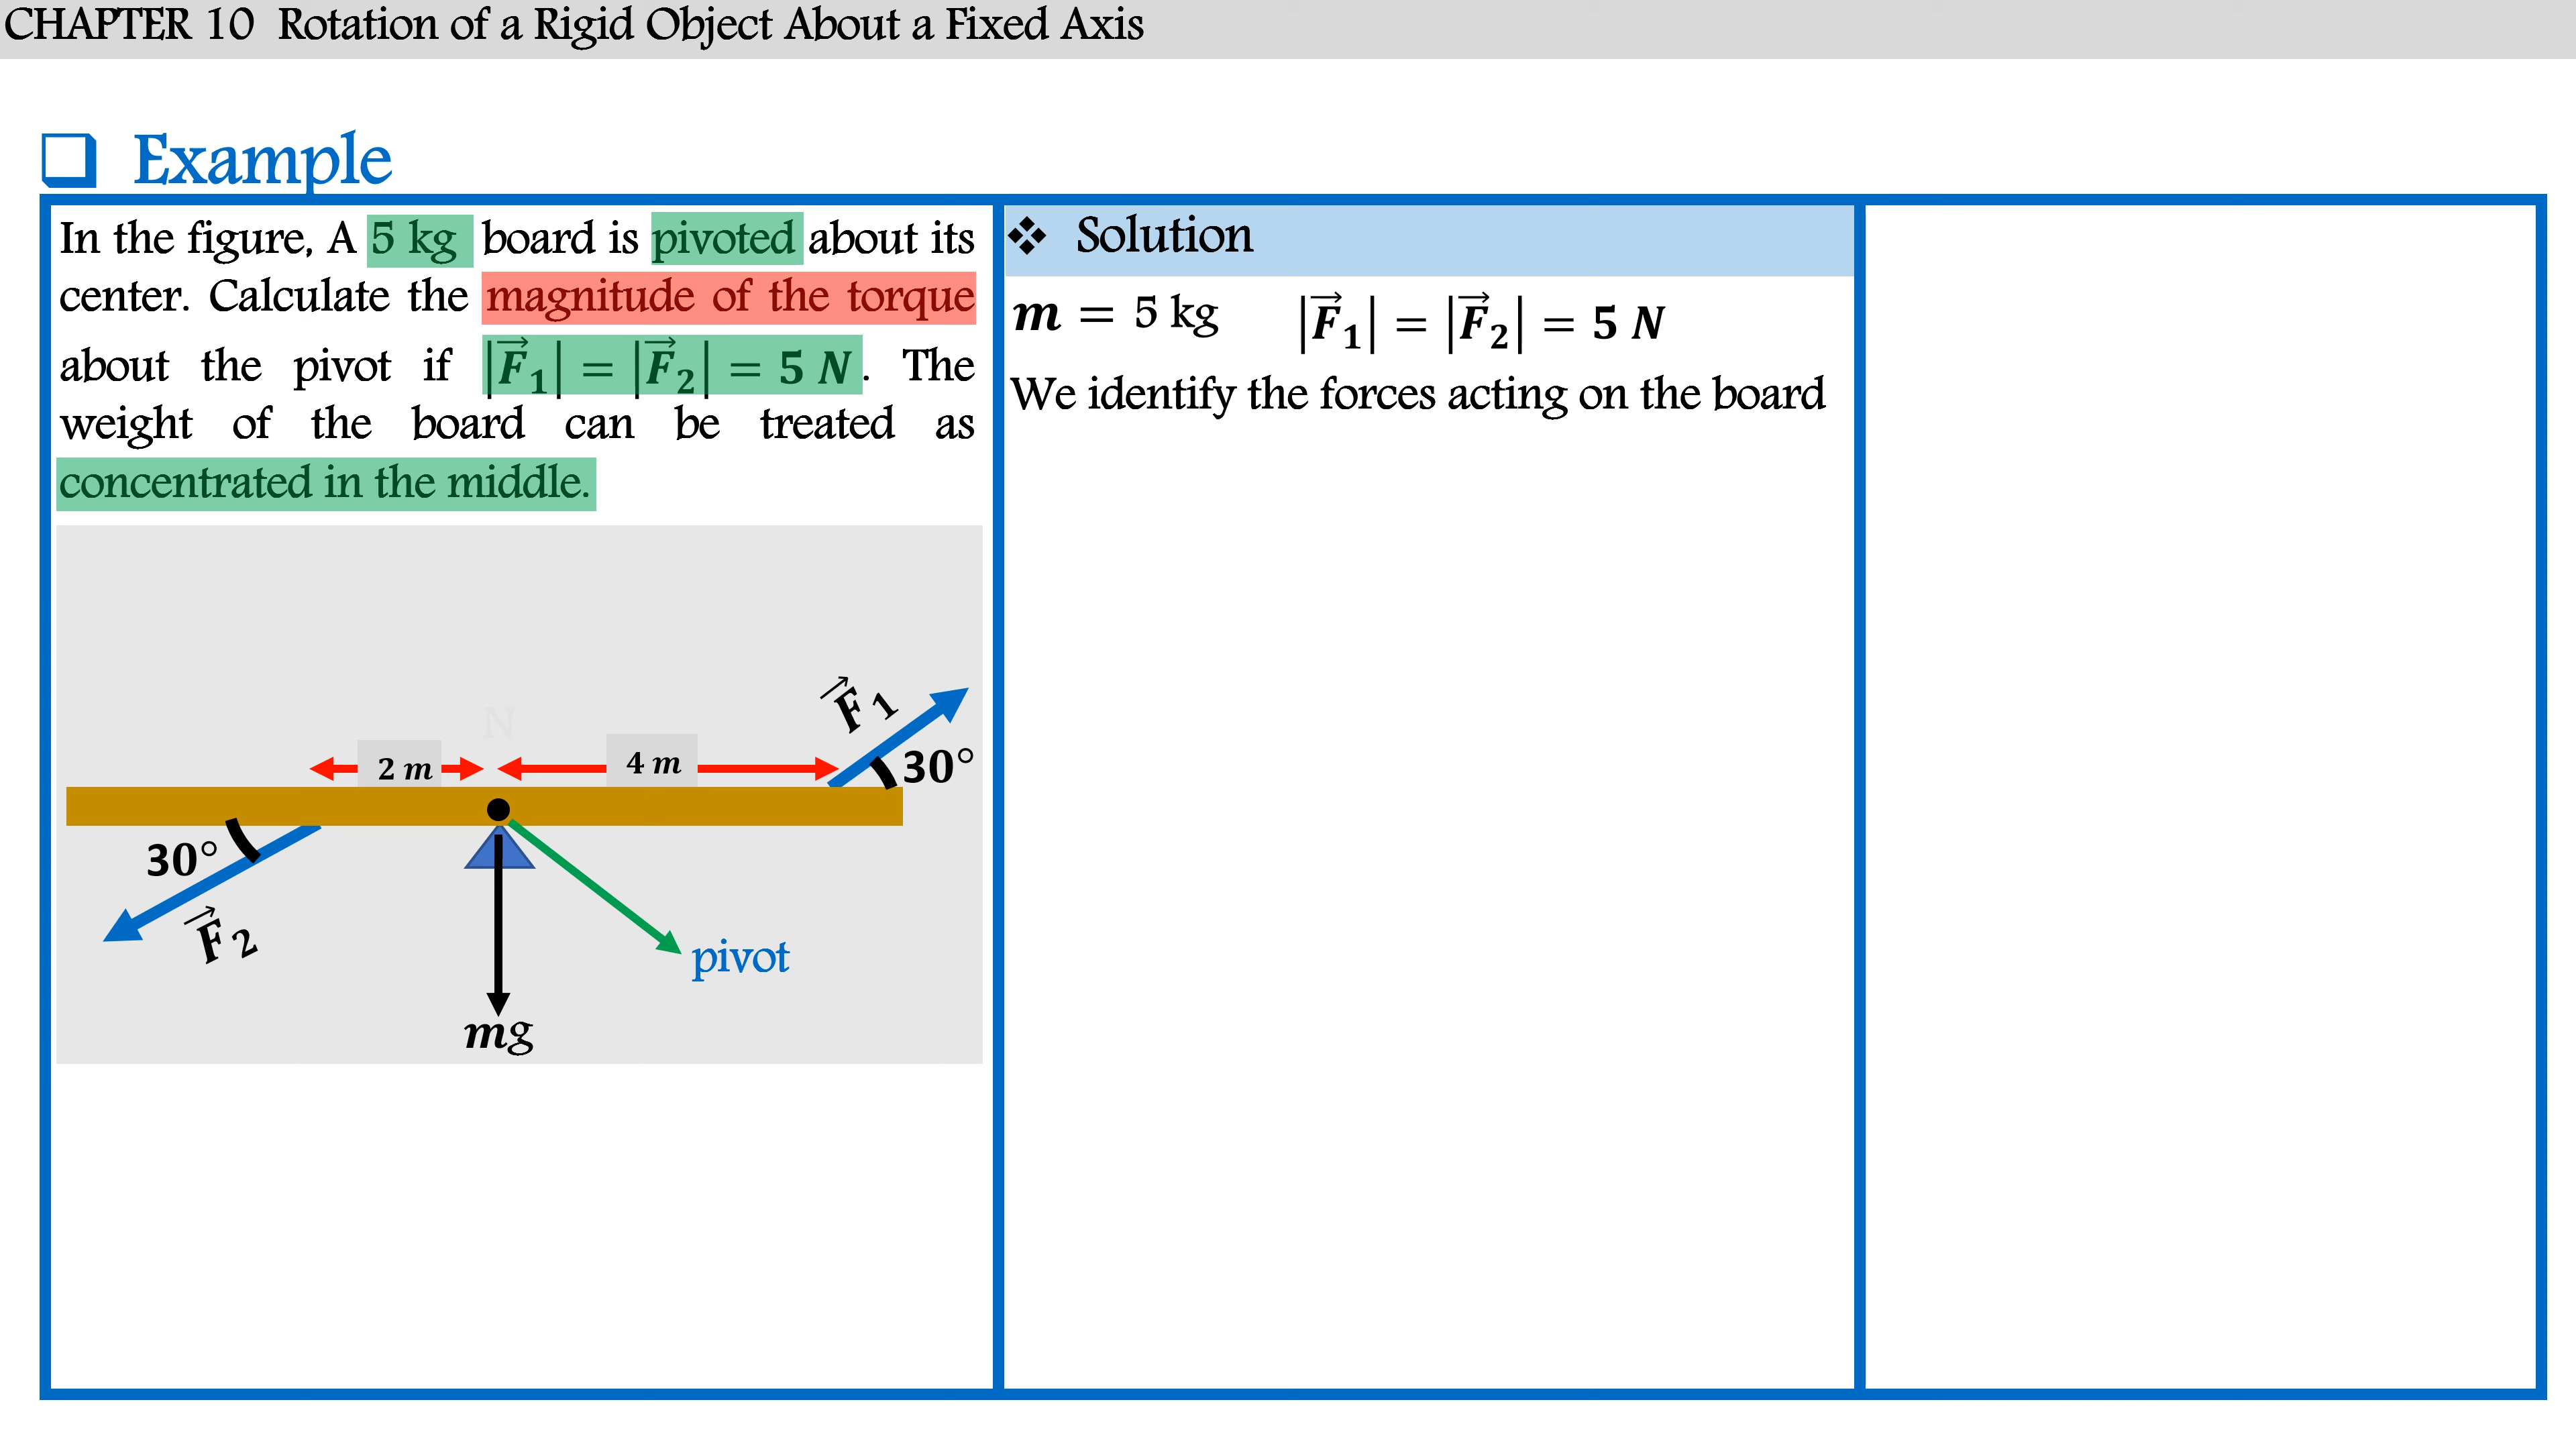 CHAPTER 10 Rotation of a Rigid Object About a Fixed Axis
❑ Example
In the figure, A 5 kg board is pivoted about its
center. Calculate the magnitude of the torque
about the pivot if |F⃗₁| = |F⃗₂| = 5 N. The
weight of the board can be treated as
concentrated in the middle.
N
F⃗₁
2 m
4 m
30°
30°
F⃗₂
pivot
mg
❖ Solution
m = 5 kg |F⃗₁| = |F⃗₂| = 5 N
We identify the forces acting on the board